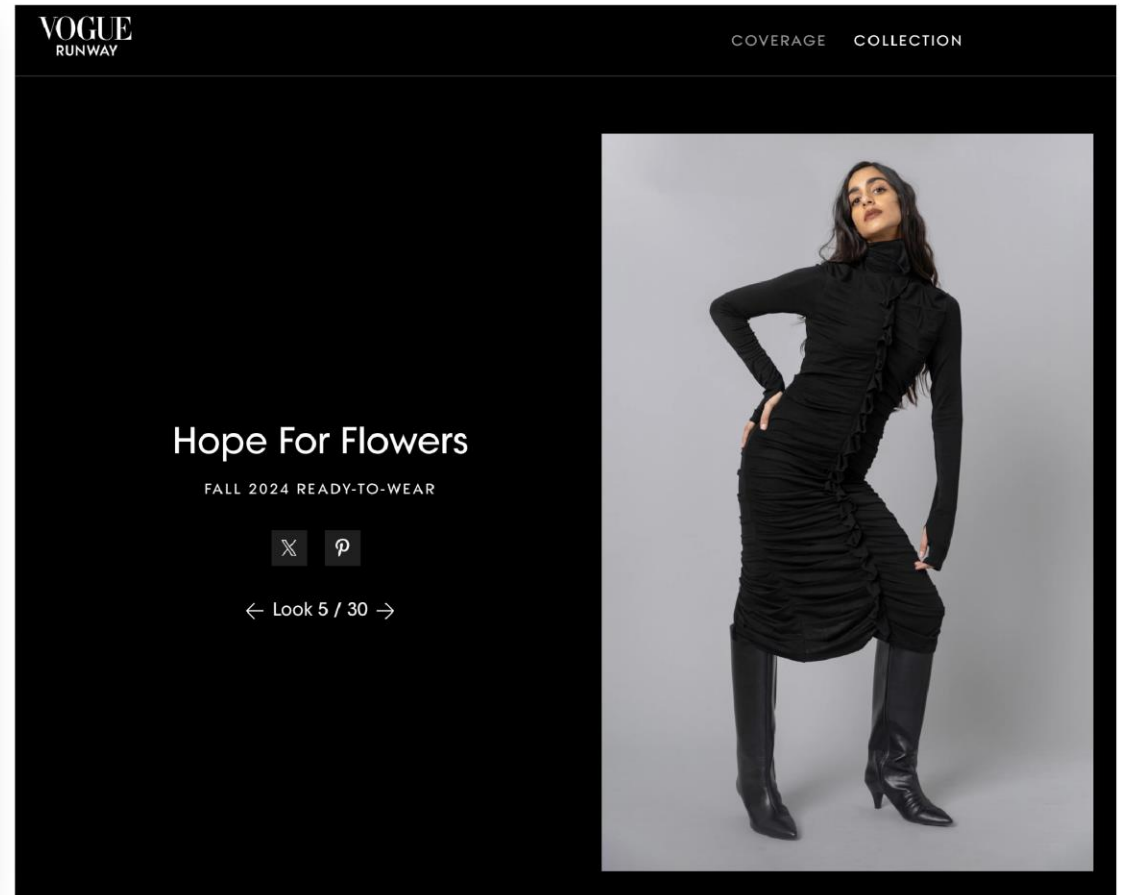 VOGUE
RUNWAY
COVERAGE COLLECTION
Hope For Flowers
FALL 2024 READY-TO-WEAR
← Look 5 / 30 →